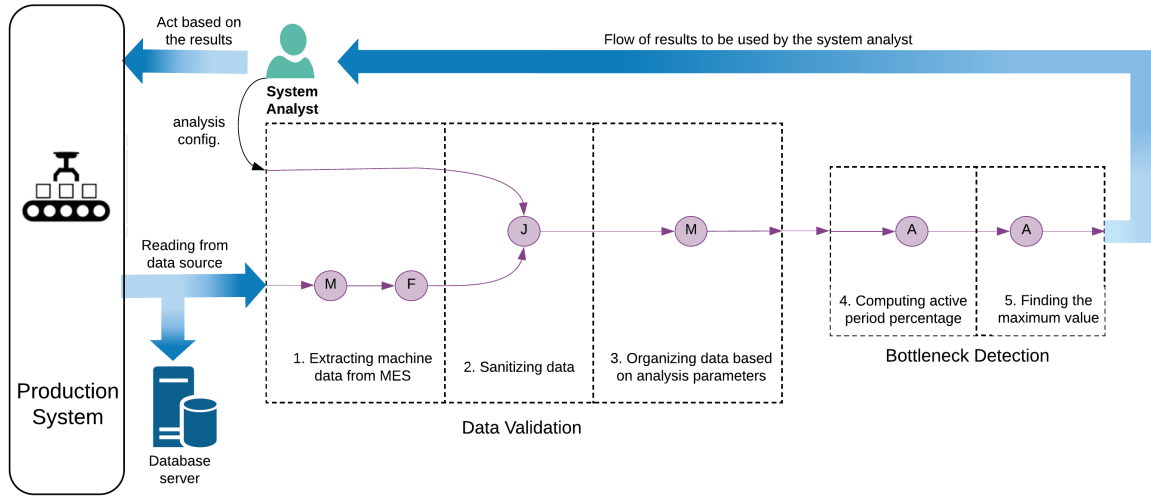 Act based on
the results
Flow of results to be used by the system analyst
System
Analyst
analysis
config.
Reading from
data source
J
M
A
A
M
F
1. Extracting machine
data from MES
2. Sanitizing data
3. Organizing data based
on analysis parameters
4. Computing active
period percentage
5. Finding the
maximum value
Bottleneck Detection
Production
System
Data Validation
Database
server